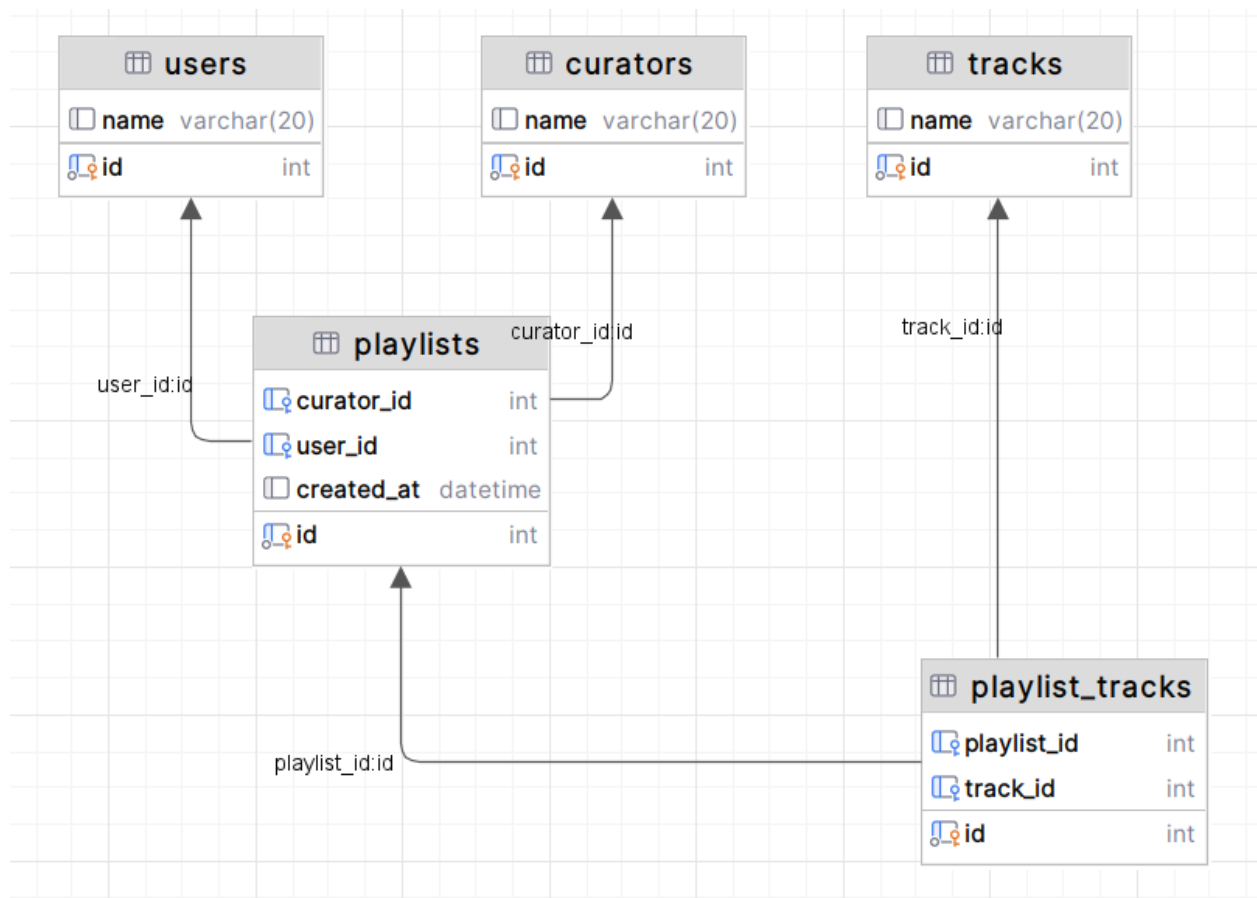 users
name varchar(20)
id int
curators
name varchar(20)
id int
tracks
name varchar(20)
id int
user_id:id
curator_id:id
track_id:id
playlists
curator_id int
user_id int
created_at datetime
id int
playlist_id:id
playlist_tracks
playlist_id int
track_id int
id int